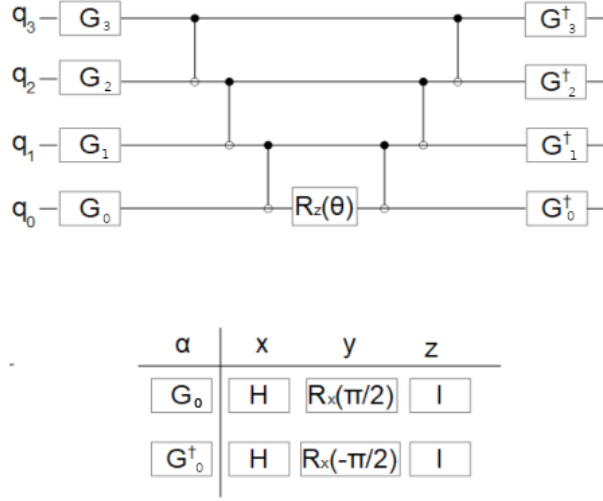 q₃ G₃ G†₃
q₂ G₂ G†₂
q₁ G₁ G†₁
q₀ G₀ Rz(θ) G†₀
α x y z
G₀ H Rₓ(π/2) I
G†₀ H Rₓ(-π/2) I